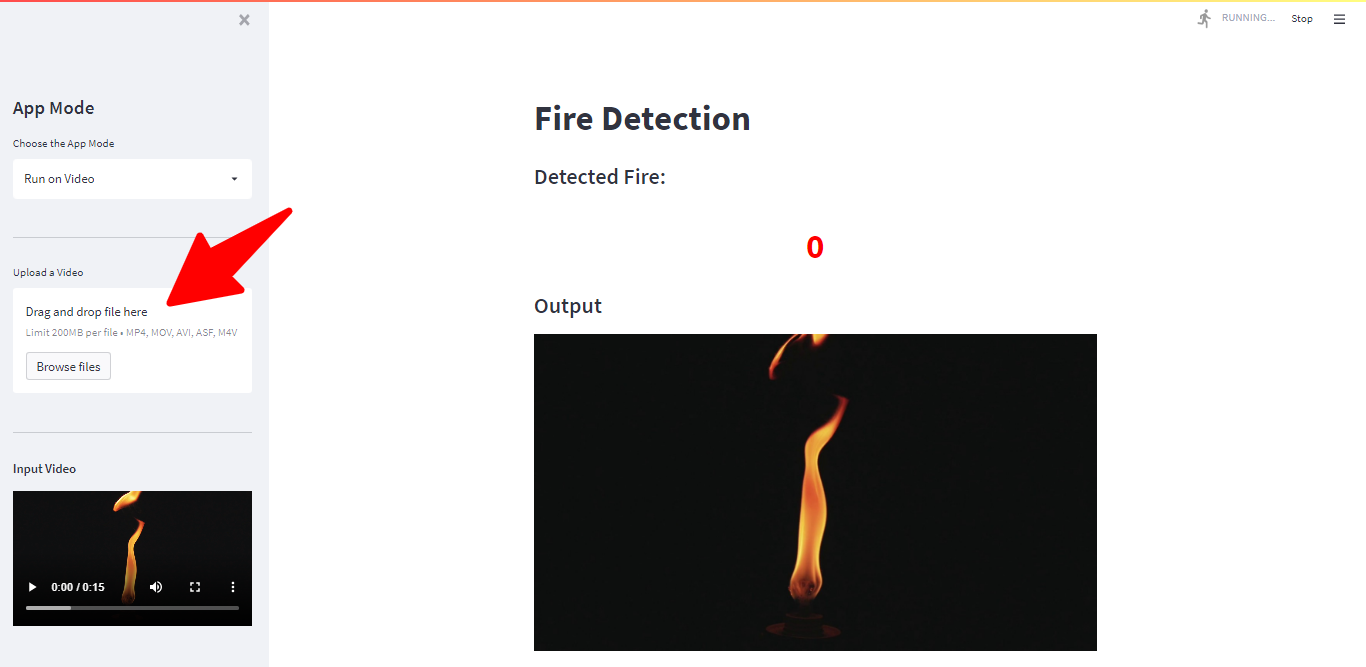 ×
RUNNING...
Stop
App Mode
Choose the App Mode
Run on Video
Upload a Video
Drag and drop file here
Limit 200MB per file • MP4, MOV, AVI, ASF, M4V
Browse files
Input Video
0:00 / 0:15
Fire Detection
Detected Fire:
0
Output